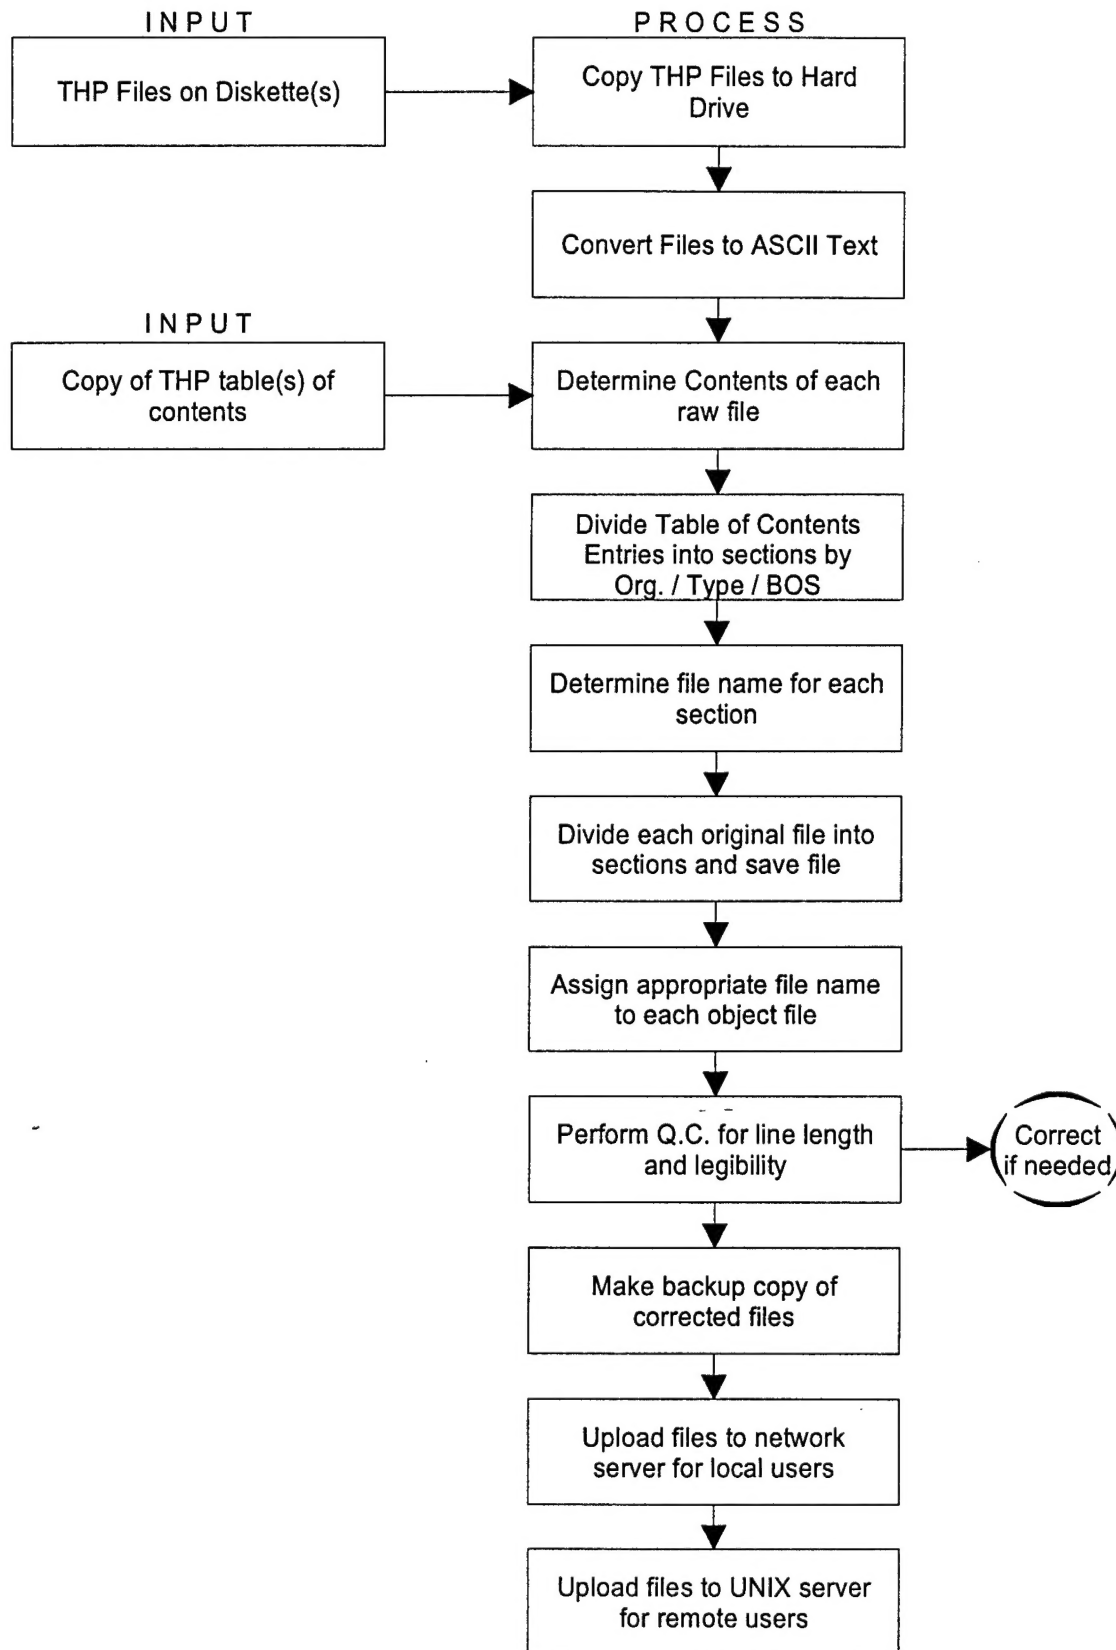 INPUT
PROCESS
THP Files on Diskette(s)
Copy THP Files to Hard
Drive
Convert Files to ASCII Text
INPUT
Copy of THP table(s) of
contents
Determine Contents of each
raw file
Divide Table of Contents
Entries into sections by
Org. / Type / BOS
Determine file name for each
section
Divide each original file into
sections and save file
Assign appropriate file name
to each object file
Perform Q.C. for line length
and legibility
Correct
if needed
Make backup copy of
corrected files
Upload files to network
server for local users
Upload files to UNIX server
for remote users